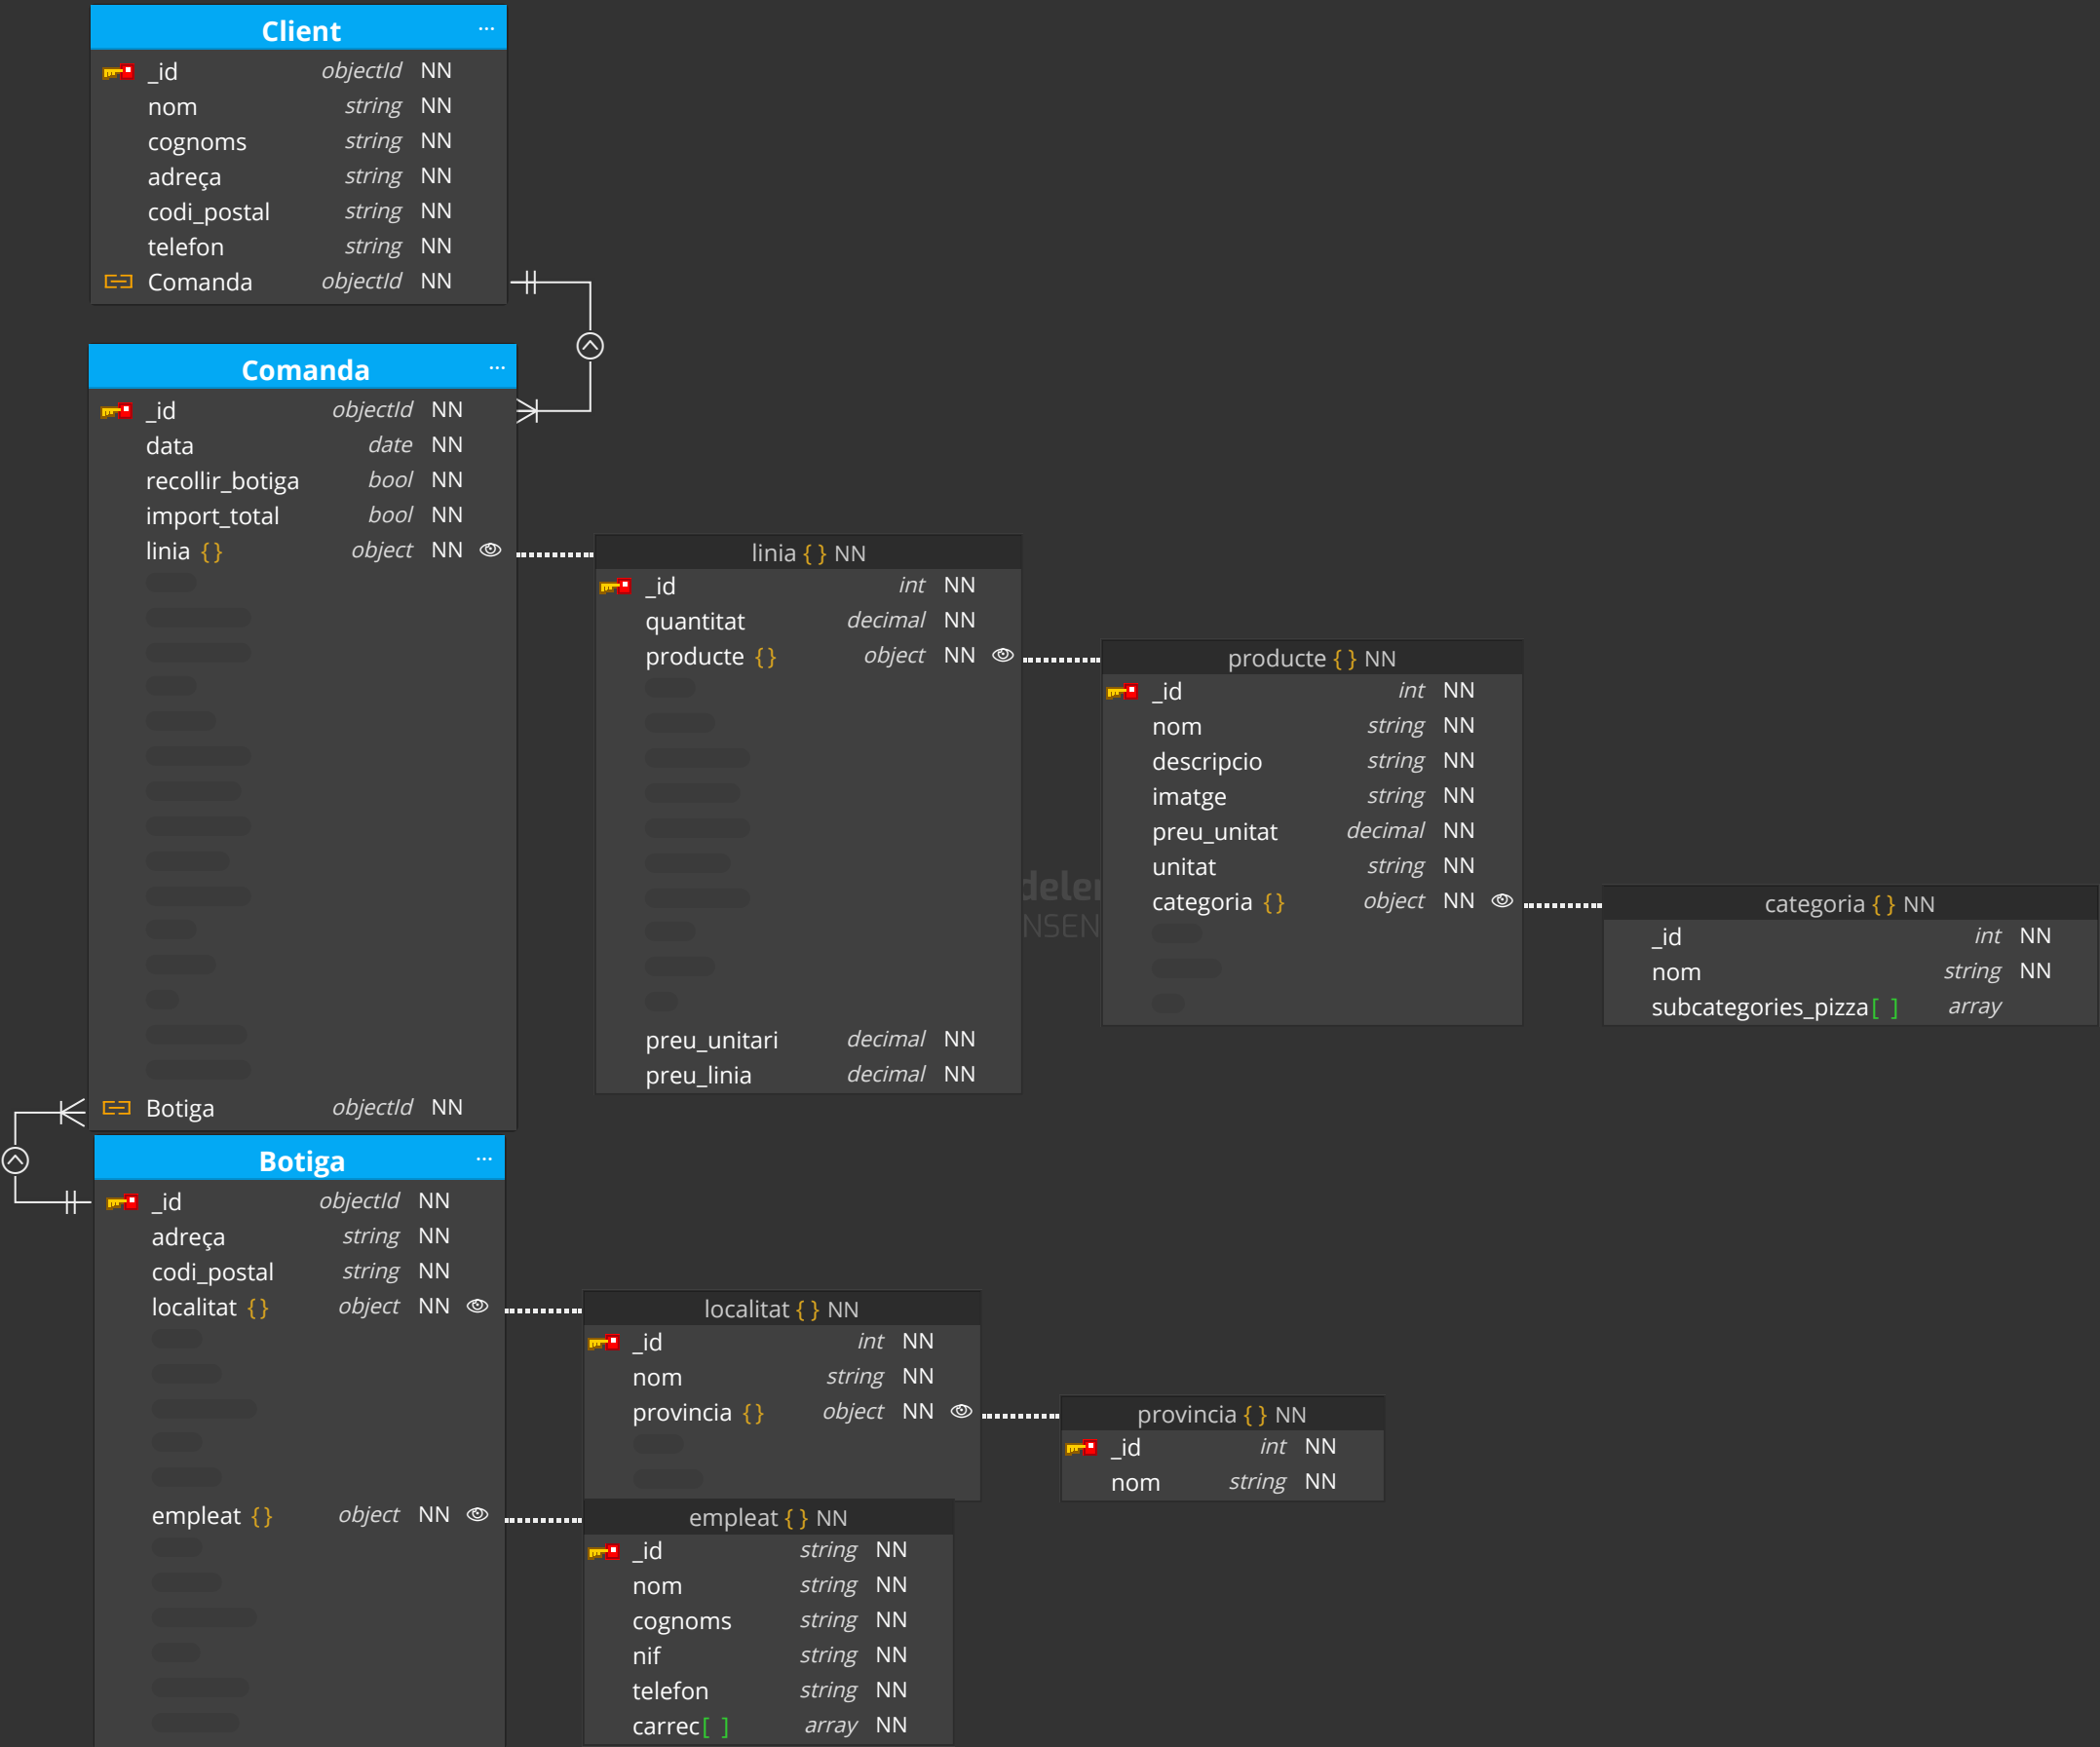 Client ...
_id objectId NN
nom string NN
cognoms string NN
adreça string NN
codi_postal string NN
telefon string NN
Comanda objectId NN
Comanda ...
_id objectId NN
data date NN
recollir_botiga bool NN
import_total bool NN
linia {} object NN
linia {} NN
_id int NN
quantitat decimal NN
producte {} object NN
preu_unitari decimal NN
preu_linia decimal NN
producte {} NN
_id int NN
nom string NN
descripcio string NN
imatge string NN
preu_unitat decimal NN
unitat string NN
categoria {} object NN
categoria {} NN
_id int NN
nom string NN
subcategories_pizza[ ] array
Botiga objectId NN
Botiga ...
_id objectId NN
adreça string NN
codi_postal string NN
localitat {} object NN
localitat {} NN
_id int NN
nom string NN
provincia {} object NN
provincia {} NN
_id int NN
nom string NN
empleat {} object NN
empleat {} NN
_id string NN
nom string NN
cognoms string NN
nif string NN
telefon string NN
carrec[ ] array NN